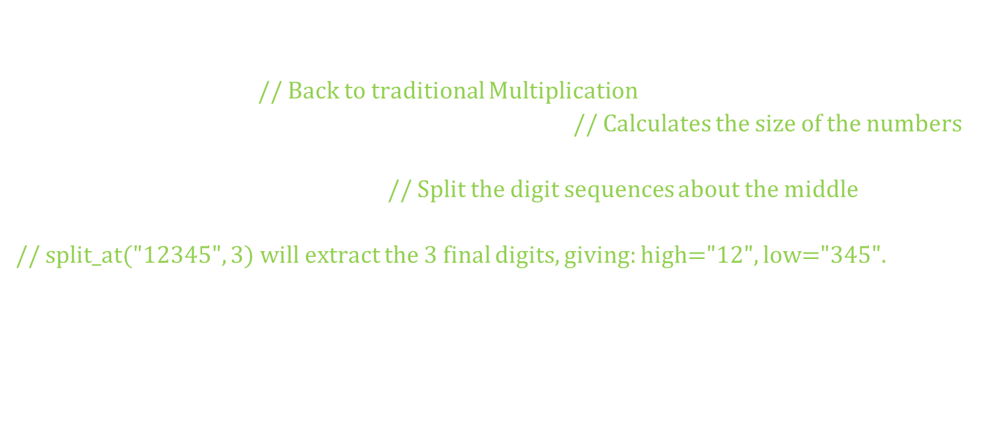 // Back to traditional Multiplication
// Calculates the size of the numbers
// Split the digit sequences about the middle
// split_at("12345", 3) will extract the 3 final digits, giving: high="12", low="345".